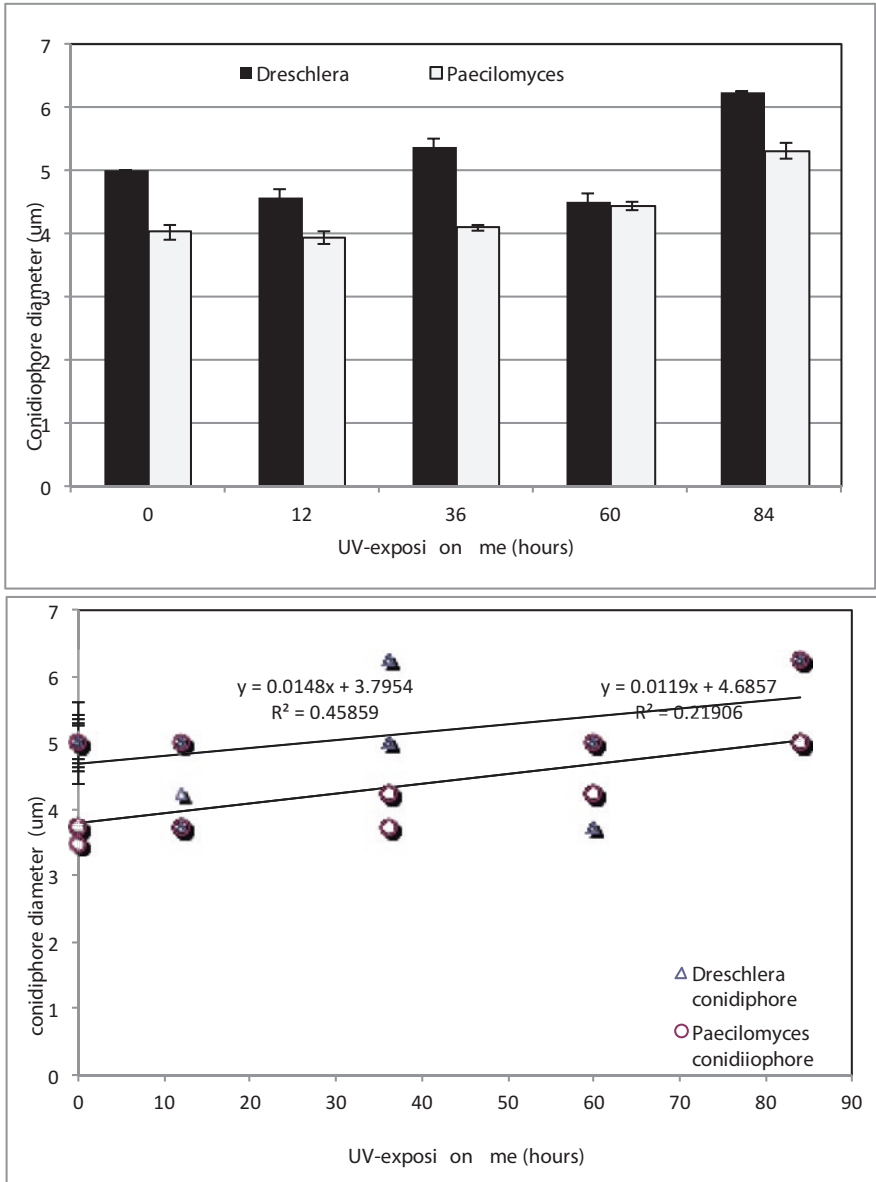 7
6
5
4
3
2
1
0
Conidiophore diameter (um)
Dreschlera Paecilomyces
0 12 36 60 84
UV-exposi on me (hours)
7
6
5
4
3
2
1
0
conidiphore diameter (um)
y = 0.0148x + 3.7954
R² = 0.45859
y = 0.0119x + 4.6857
R² = 0.21906
Dreschlera
conidiphore
Paecilomyces
conidiiophore
0 10 20 30 40 50 60 70 80 90
UV-exposi on me (hours)